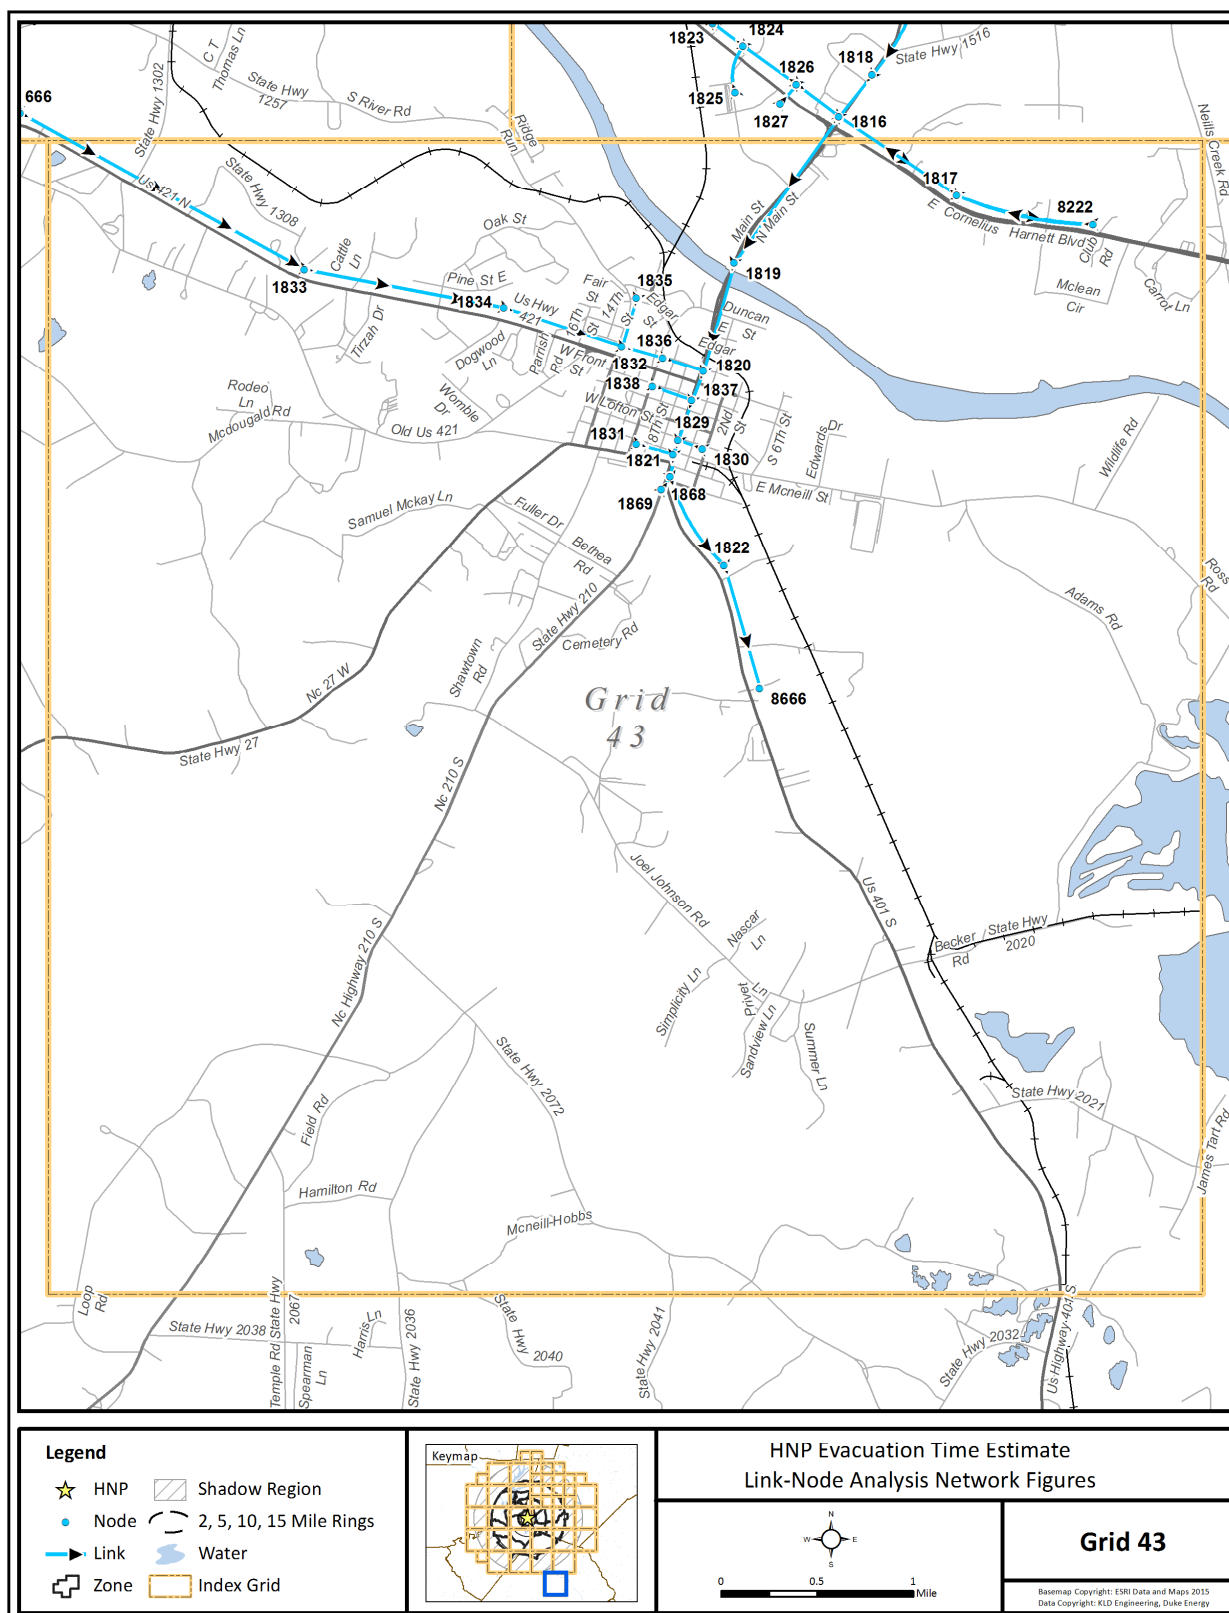 1823
1824
1818
State Hwy 1516
C T
Thomas Ln
State Hwy 1302
State Hwy
1257
S River Rd
666
1826
1825
1827
1816
Ridge
Run
Neills Creek Rd
Us 421 N
State Hwy 1308
1817
8222
E Cornelius
Harnett Blvd
Club
Rd
Main St
N Main St
Oak St
Cattle
Ln
1833
1819
Mclean
Cir
Carrot
Ln
Pine St E
1834
Us Hwy
421
Fair
St
1835
16Th
St
14Th
St
Edgar
St
Duncan
St
Tirzah Dr
Dogwood
Ln
Parrish
Rd
W Front
St
1836
E
Edgar
1832
1820
1838
1837
Rodeo
Ln
Mcdougald Rd
Womble
Dr
Old Us 421
W Lofton St
8Th St
1829
2Nd
St
1831
1821
1830
S 6Th St
Edwards
Dr
Wildlife Rd
1868
1869
E Mcneill St
Samuel Mckay Ln
Fuller Dr
Bethea
Rd
1822
Ross
Rd
Adams Rd
State Hwy 210
Cemetery Rd
Shawtown
Rd
Nc 27 W
Grid
43
8666
State Hwy 27
Nc 210 S
Joel Johnson Rd
Us 401 S
Nascar
Ln
Becker
Rd
State Hwy
2020
Nc Highway 210 S
Simplicity Ln
Privet
Ln
Sandview Ln
Summer Ln
State Hwy 2072
State Hwy 2021
Field Rd
James Tart Rd
Hamilton Rd
Mcneill-Hobbs
Loop
Rd
Temple Rd State Hwy
2067
State Hwy 2038
Harris Ln
Spearman
Ln
State Hwy 2036
State Hwy
2040
State Hwy 2041
State Hwy 2032
Us Highway 401 S
Legend
HNP
Shadow Region
Node
2, 5, 10, 15 Mile Rings
Link
Water
Zone
Index Grid
Keymap
HNP Evacuation Time Estimate
Link-Node Analysis Network Figures
N
W
E
S
0
0.5
1
Mile
Grid 43
Basemap Copyright: ESRI Data and Maps 2015
Data Copyright: KLD Engineering, Duke Energy